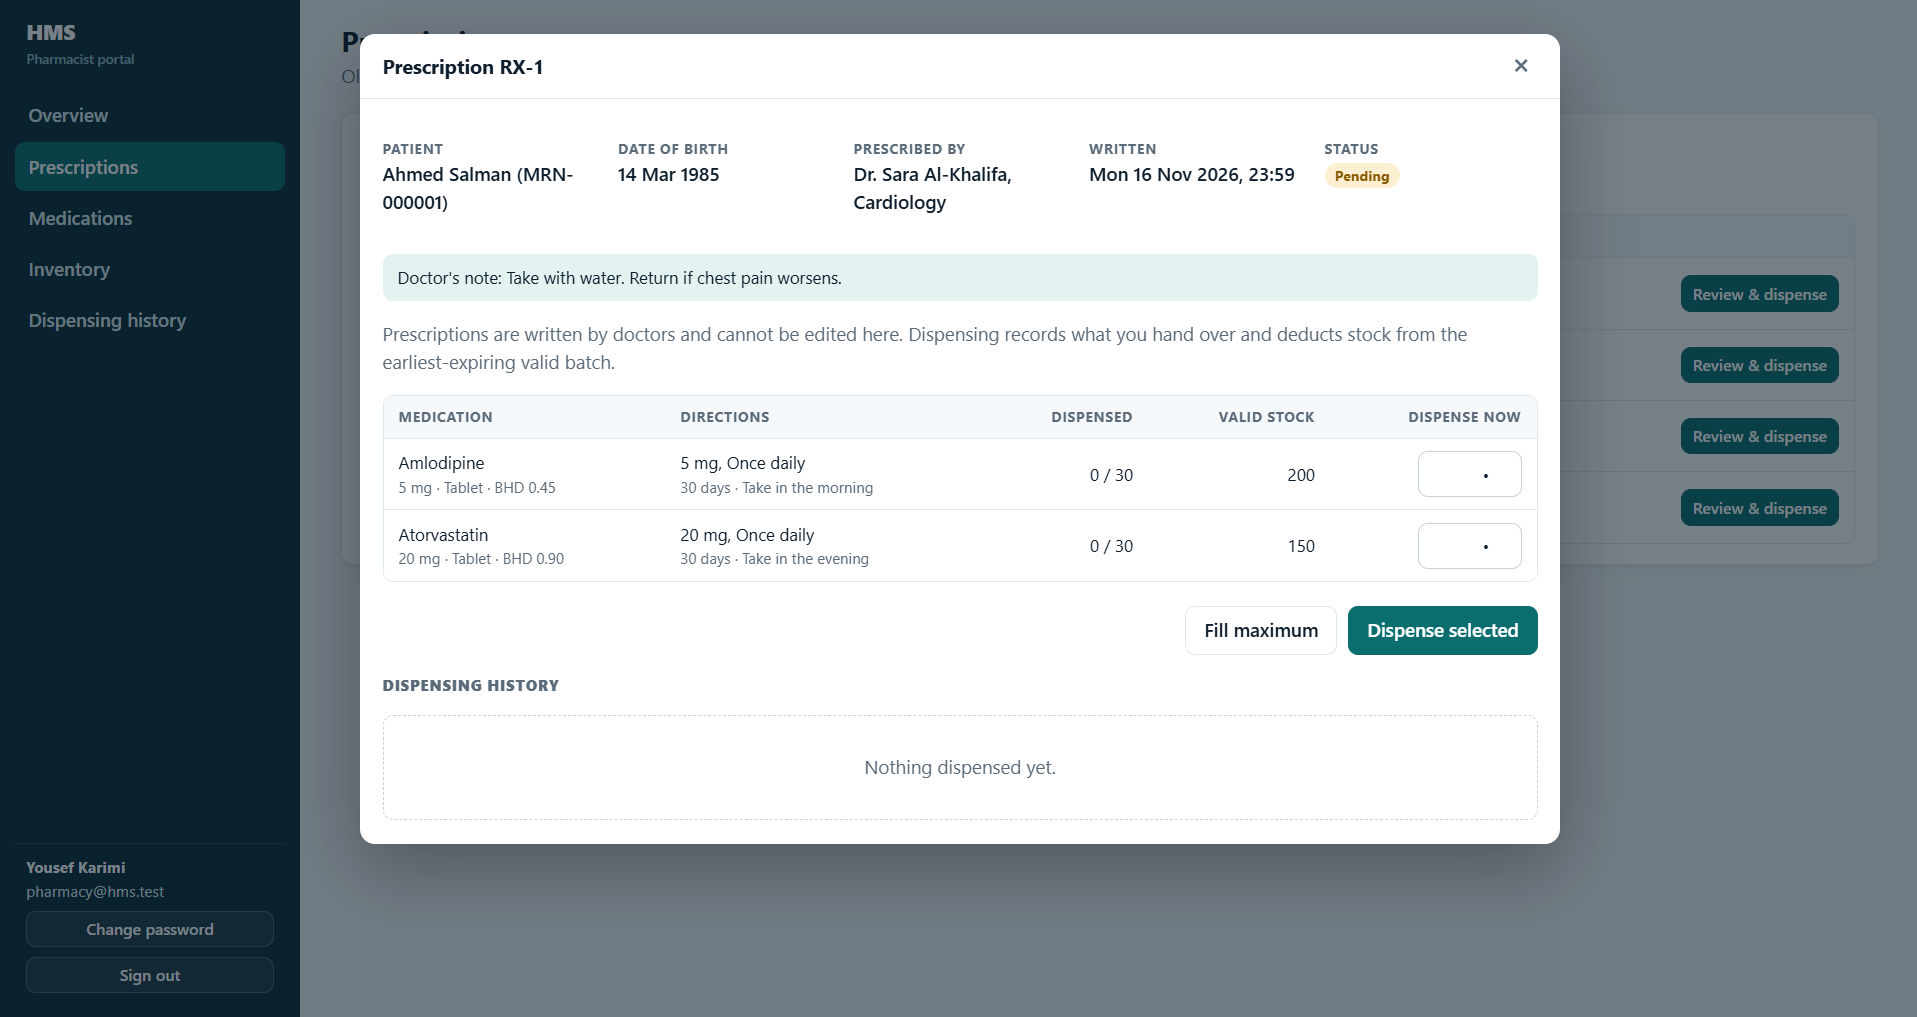 HMS
Pharmacist portal
Overview
Prescriptions
Medications
Inventory
Dispensing history
Yousef Karimi
pharmacy@hms.test
Change password
Sign out
Prescription RX-1
×
PATIENT
Ahmed Salman (MRN-
000001)
DATE OF BIRTH
14 Mar 1985
PRESCRIBED BY
Dr. Sara Al-Khalifa,
Cardiology
WRITTEN
Mon 16 Nov 2026, 23:59
STATUS
Pending
Doctor's note: Take with water. Return if chest pain worsens.
Prescriptions are written by doctors and cannot be edited here. Dispensing records what you hand over and deducts stock from the
earliest-expiring valid batch.
MEDICATION DIRECTIONS DISPENSED VALID STOCK DISPENSE NOW
Amlodipine 5 mg, Once daily 0 / 30 200 •
5 mg · Tablet · BHD 0.45 30 days · Take in the morning
Atorvastatin 20 mg, Once daily 0 / 30 150 •
20 mg · Tablet · BHD 0.90 30 days · Take in the evening
Fill maximum
Dispense selected
DISPENSING HISTORY
Nothing dispensed yet.
Review & dispense
Review & dispense
Review & dispense
Review & dispense